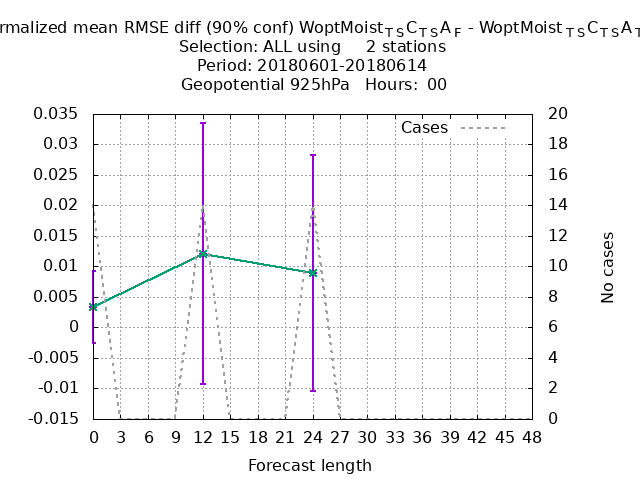 rmalized mean RMSE diff (90% conf) WoptMoistTSCTSAF - WoptMoistTSCTSAT
Selection: ALL using 2 stations
Period: 20180601-20180614
Geopotential 925hPa Hours: 00
Cases
0.035
0.03
0.025
0.02
0.015
0.01
0.005
0
-0.005
-0.01
-0.015
20
18
16
14
12
10
8
6
4
2
0
No cases
0 3 6 9 12 15 18 21 24 27 30 33 36 39 42 45 48
Forecast length